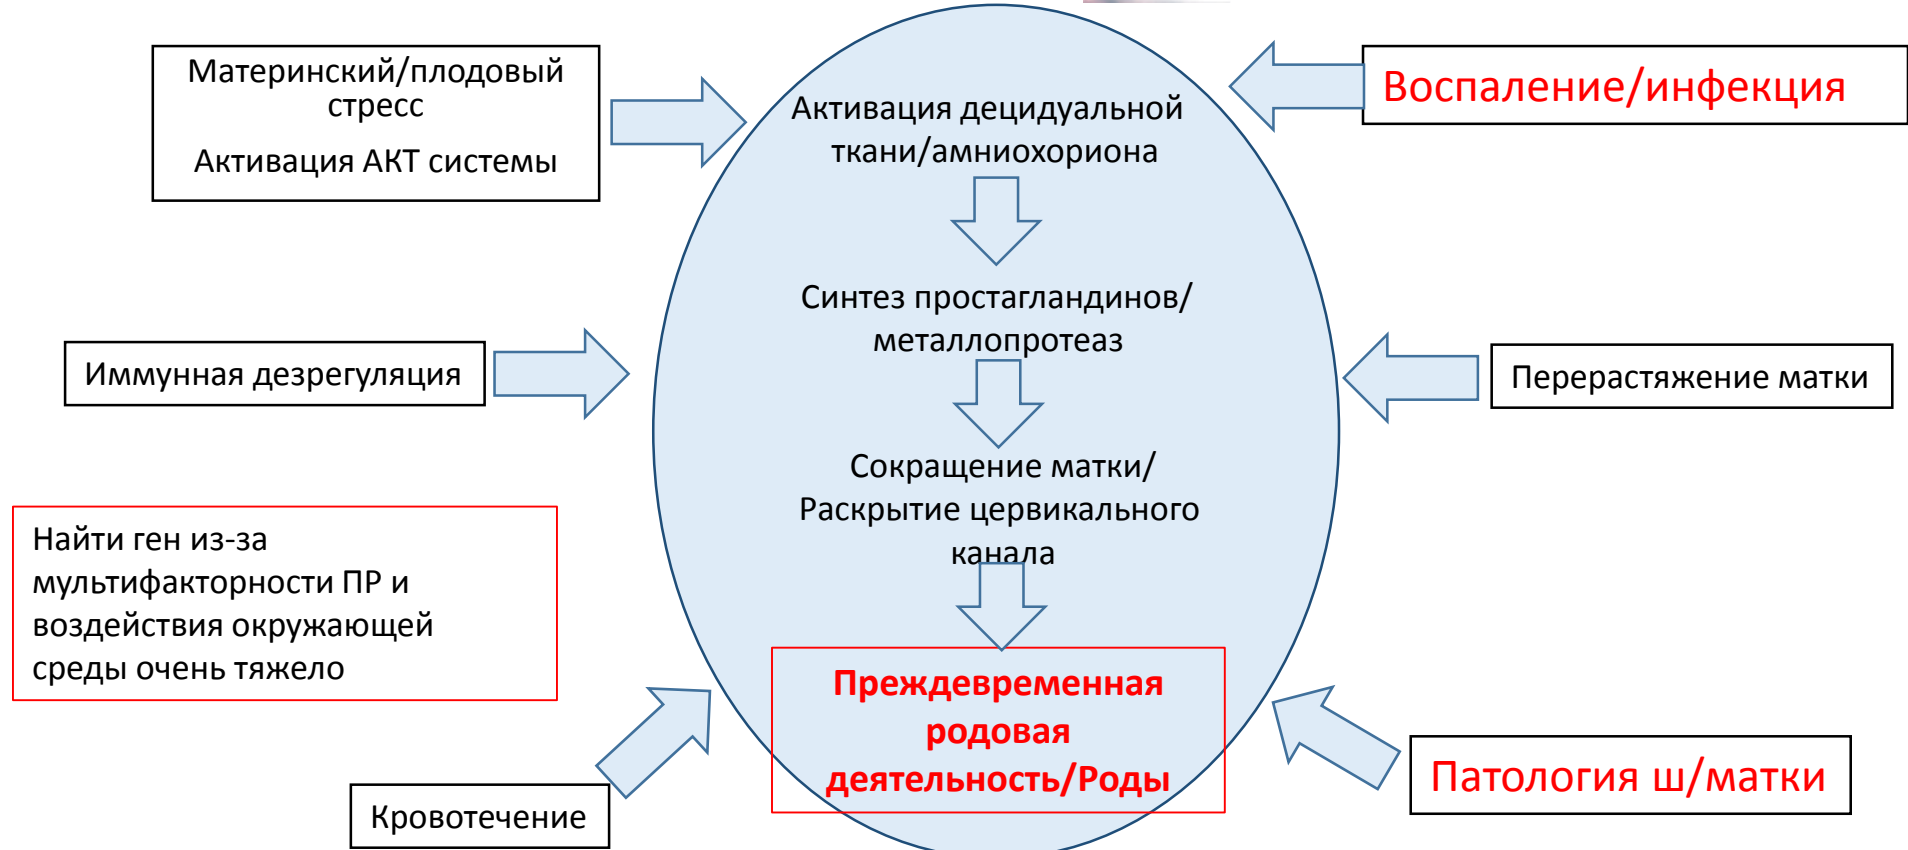 Материнский/плодовый
стресс
Активация АКТ системы
Воспаление/инфекция
Активация децидуальной
ткани/амниохориона
Синтез простагландинов/
металлопротеаз
Иммунная дезрегуляция
Перерастяжение матки
Сокращение матки/
Раскрытие цервикального
канала
Найти ген из-за
мультифакторности ПР и
воздействия окружающей
среды очень тяжело
Преждевременная
родовая
деятельность/Роды
Кровотечение
Патология ш/матки